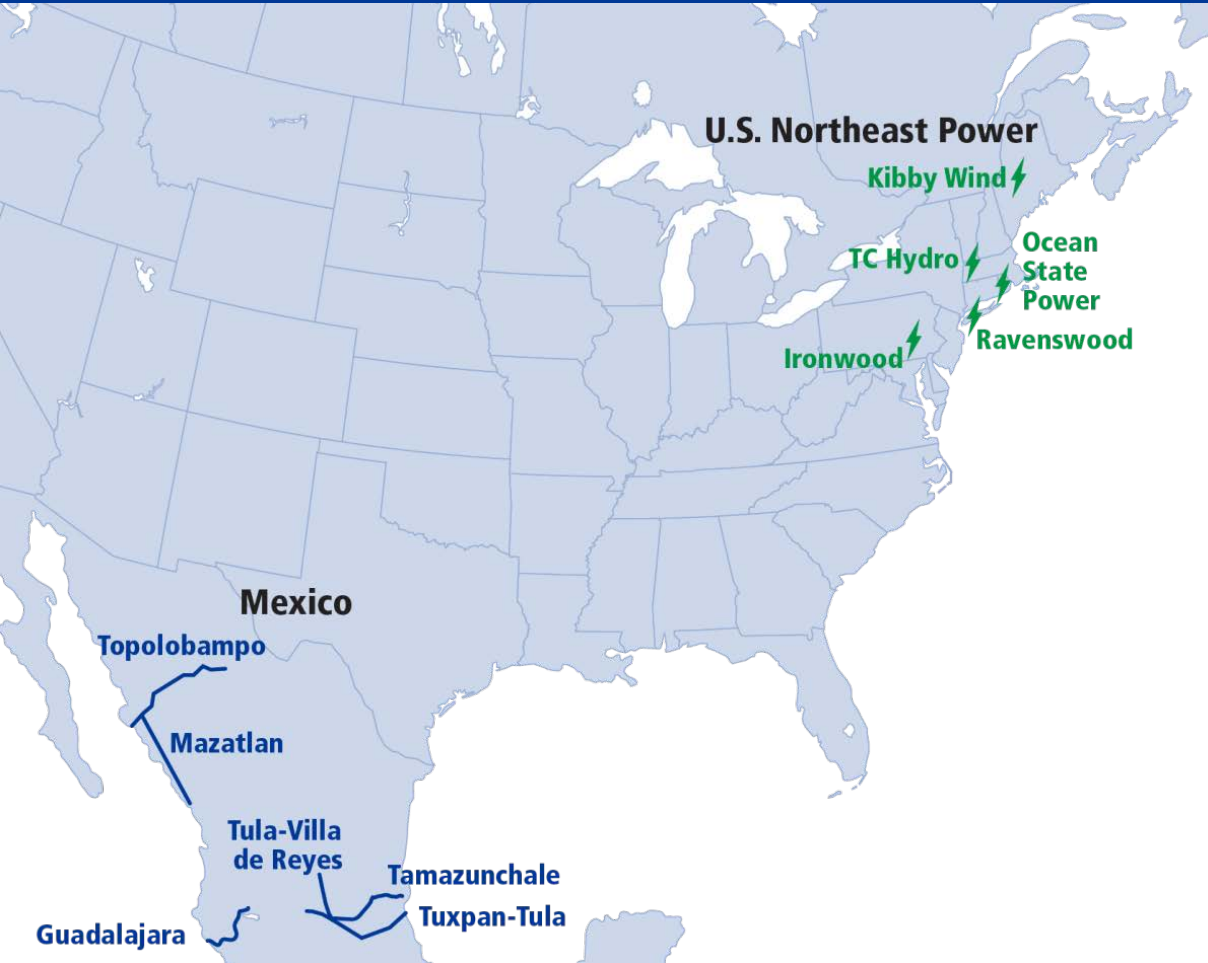 U.S. Northeast Power
Kibby Wind
TC Hydro
Ocean
State
Power
Ravenswood
Ironwood
Mexico
Topolobampo
Mazatlan
Tula-Villa
de Reyes
Tamazunchale
Tuxpan-Tula
Guadalajara